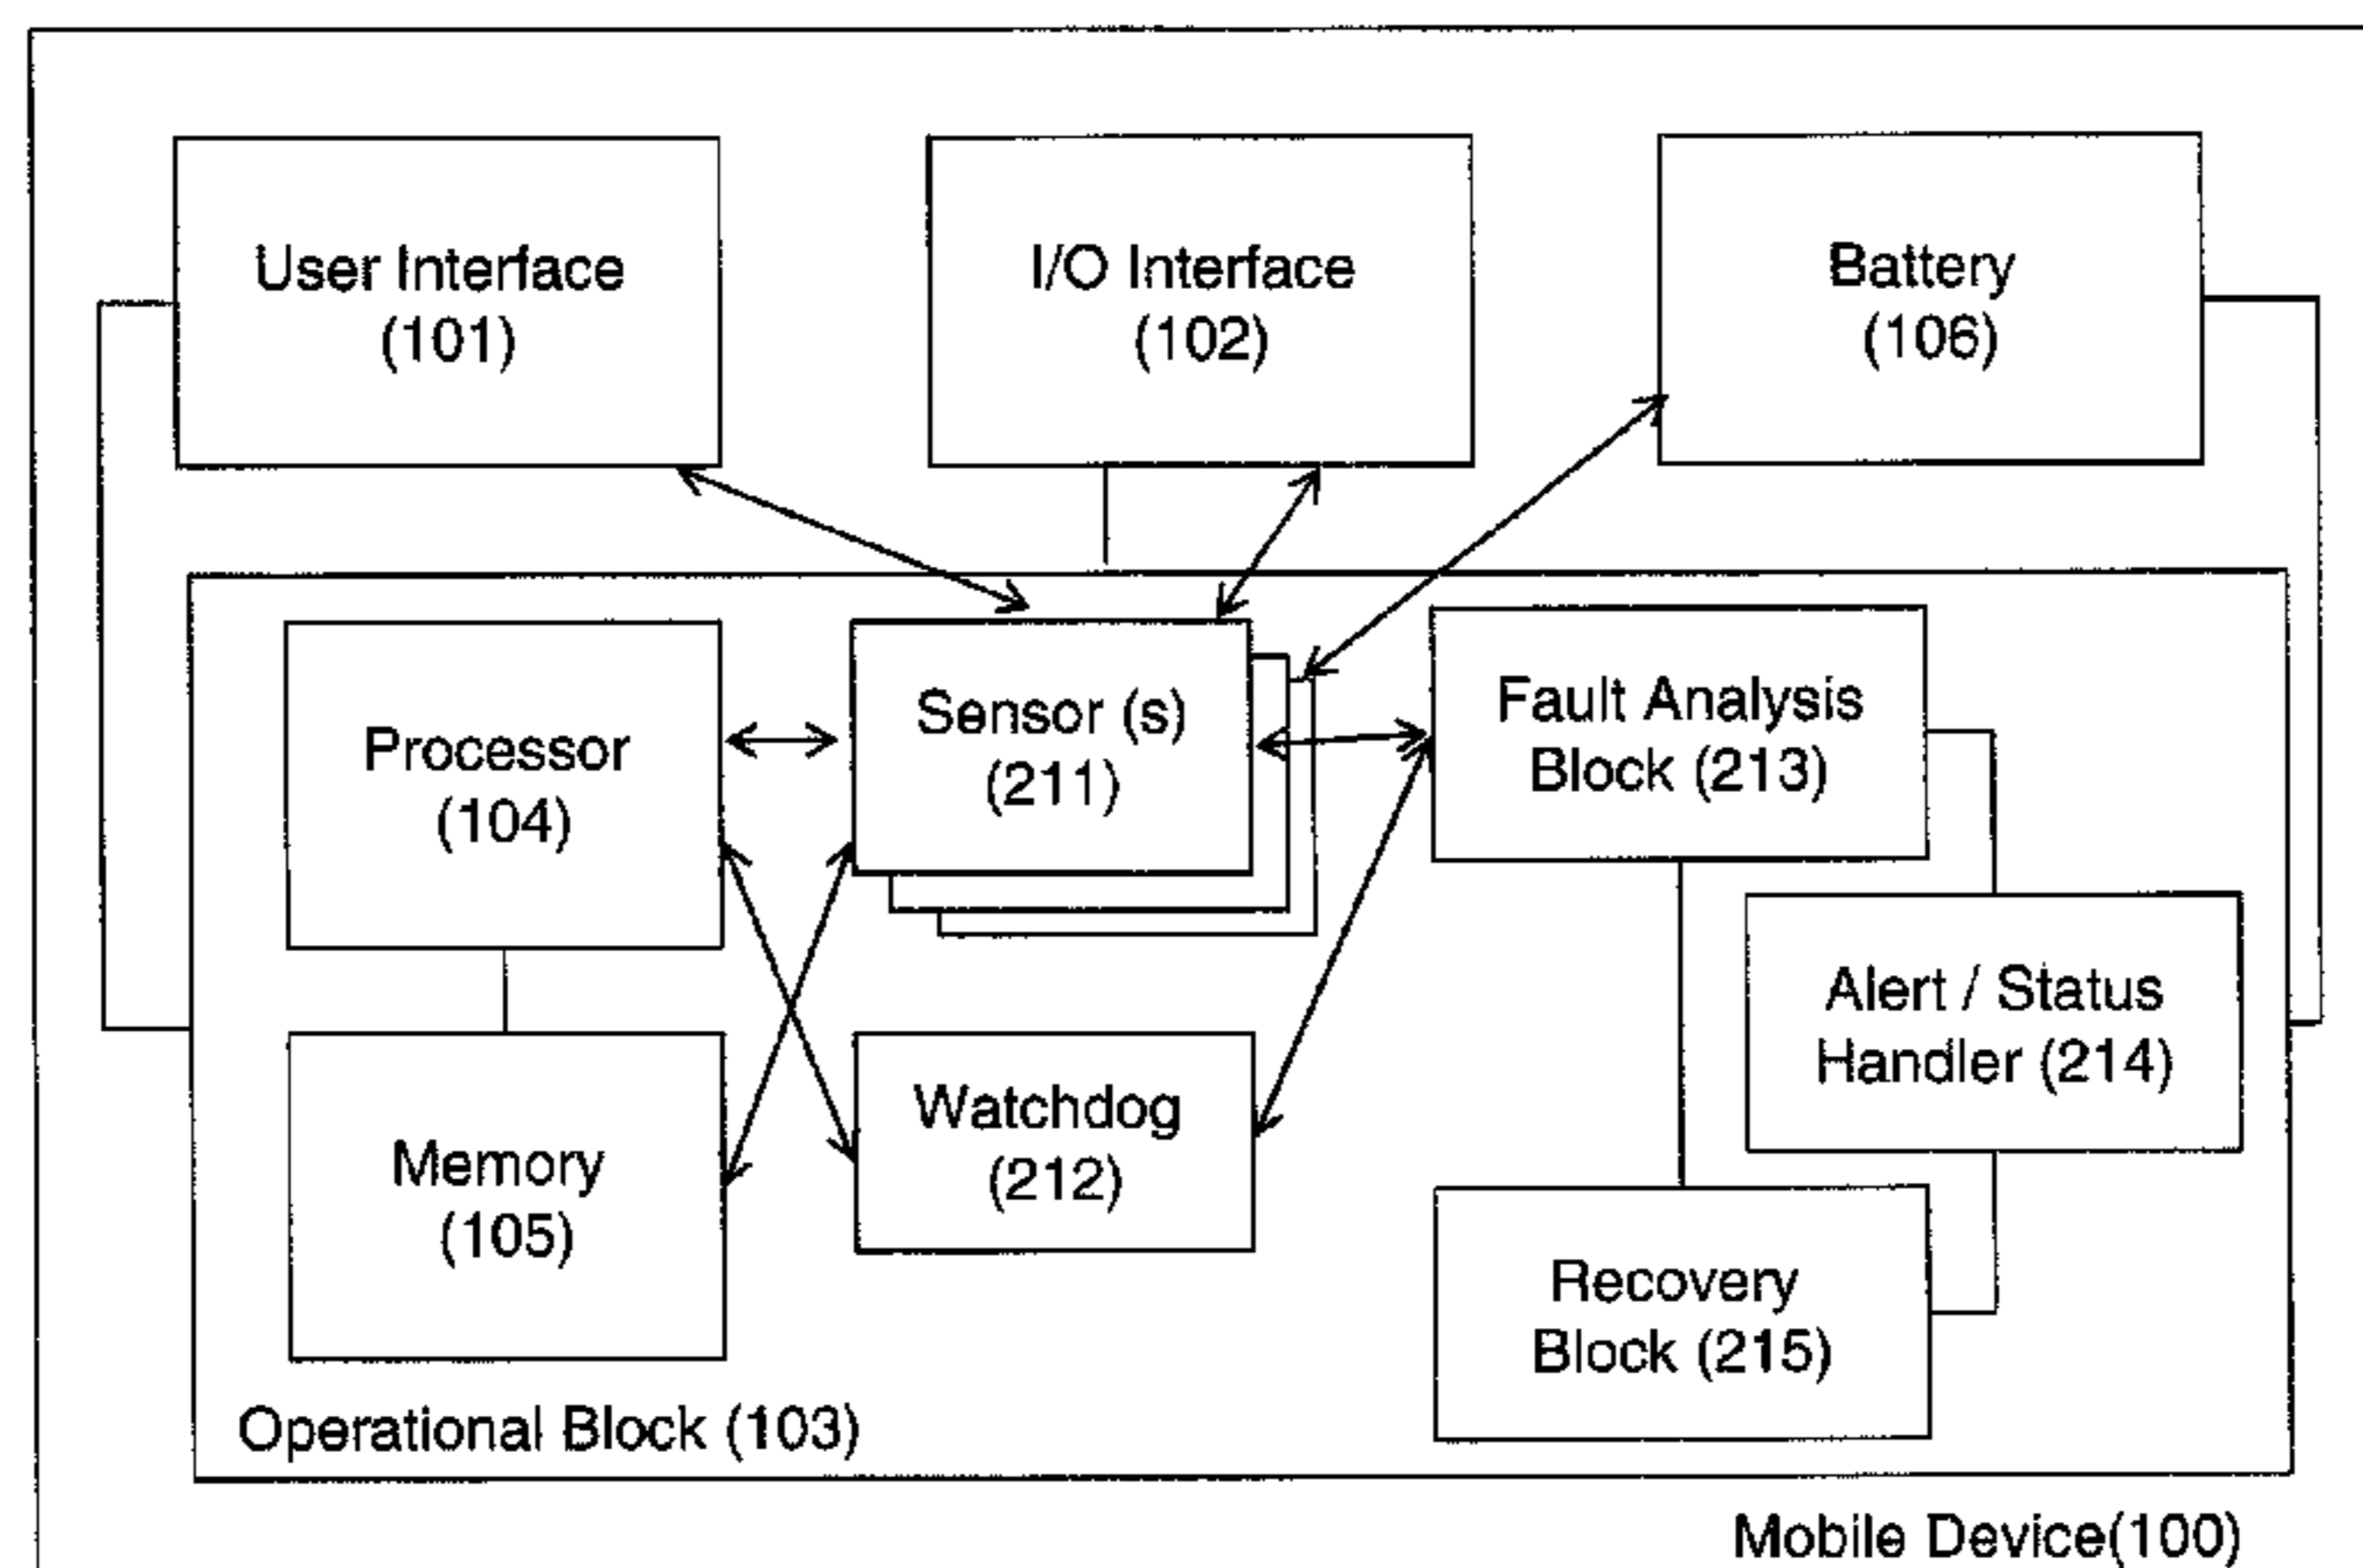 User Interface
(101)
I/O Interface
(102)
Battery
(106)
Processor
(104)
Sensor (s)
(211)
Fault Analysis
Block (213)
Alert / Status
Handler (214)
Memory
(105)
Watchdog
(212)
Recovery
Block (215)
Operational Block (103)
Mobile Device(100)